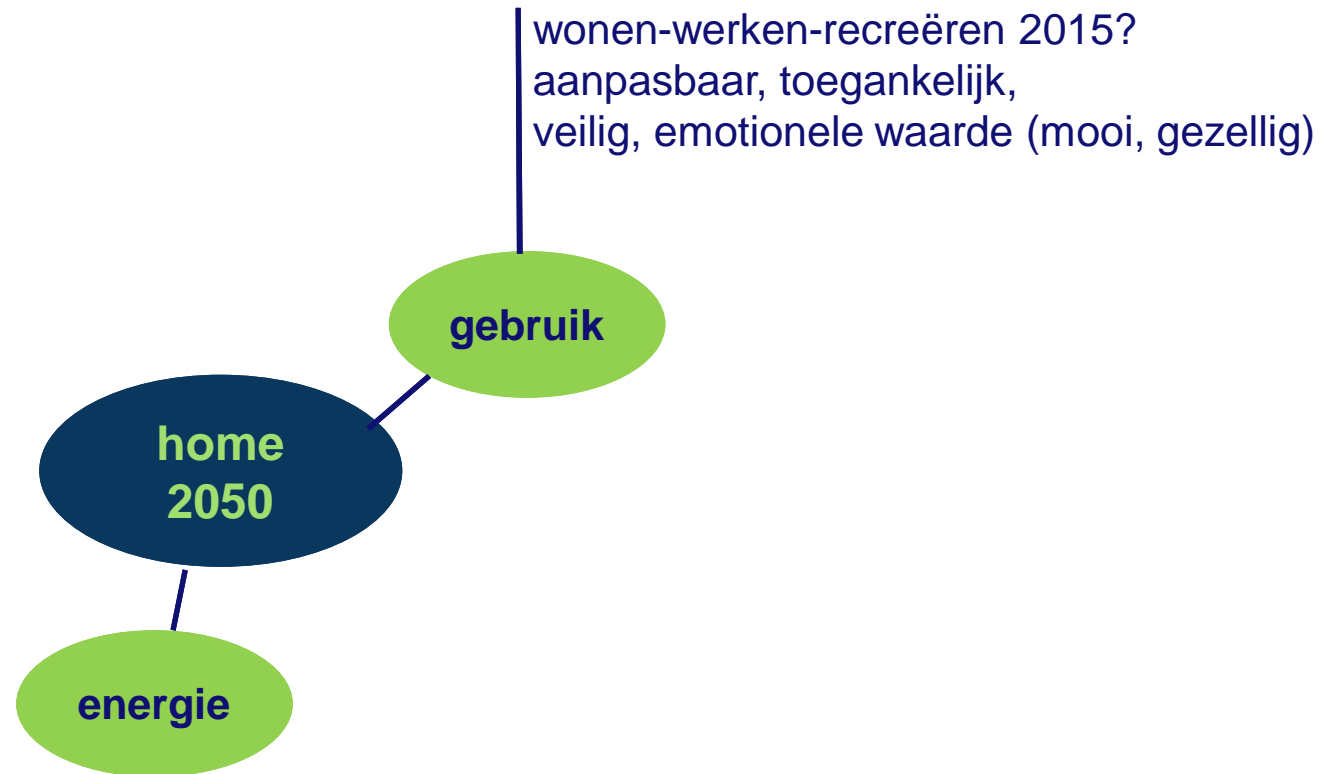 wonen-werken-recreëren 2015?
aanpasbaar, toegankelijk,
veilig, emotionele waarde (mooi, gezellig)
gebruik
home
2050
energie